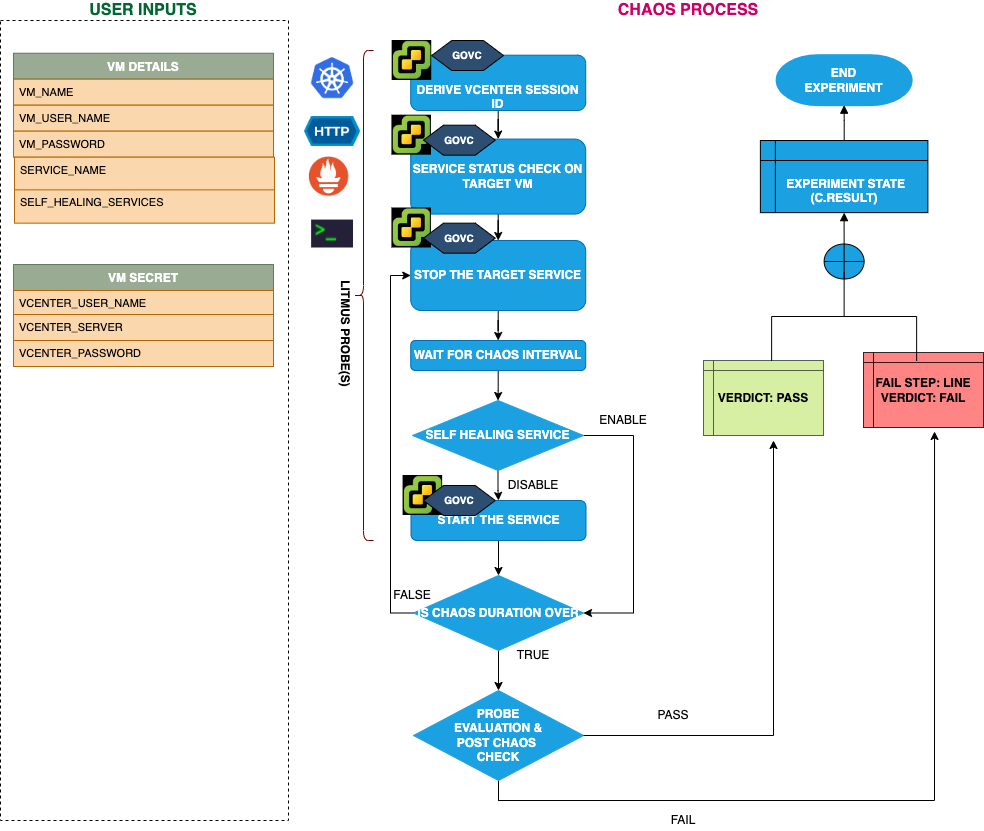 USER INPUTS
CHAOS PROCESS
VM DETAILS
VM_NAME
VM_USER_NAME
VM_PASSWORD
SERVICE_NAME
SELF_HEALING_SERVICES
VM SECRET
VCENTER_USER_NAME
VCENTER_SERVER
VCENTER_PASSWORD
HTTP
>_
LITMUS PROBE(S)
GOVC
DERIVE VCENTER SESSION
ID
GOVC
SERVICE STATUS CHECK ON
TARGET VM
GOVC
STOP THE TARGET SERVICE
WAIT FOR CHAOS INTERVAL
SELF HEALING SERVICE
ENABLE
DISABLE
GOVC
START THE SERVICE
FALSE
IS CHAOS DURATION OVER
TRUE
PROBE
EVALUATION &
POST CHAOS
CHECK
PASS
FAIL
VERDICT: PASS
FAIL STEP: LINE
VERDICT: FAIL
EXPERIMENT STATE
(C.RESULT)
END
EXPERIMENT